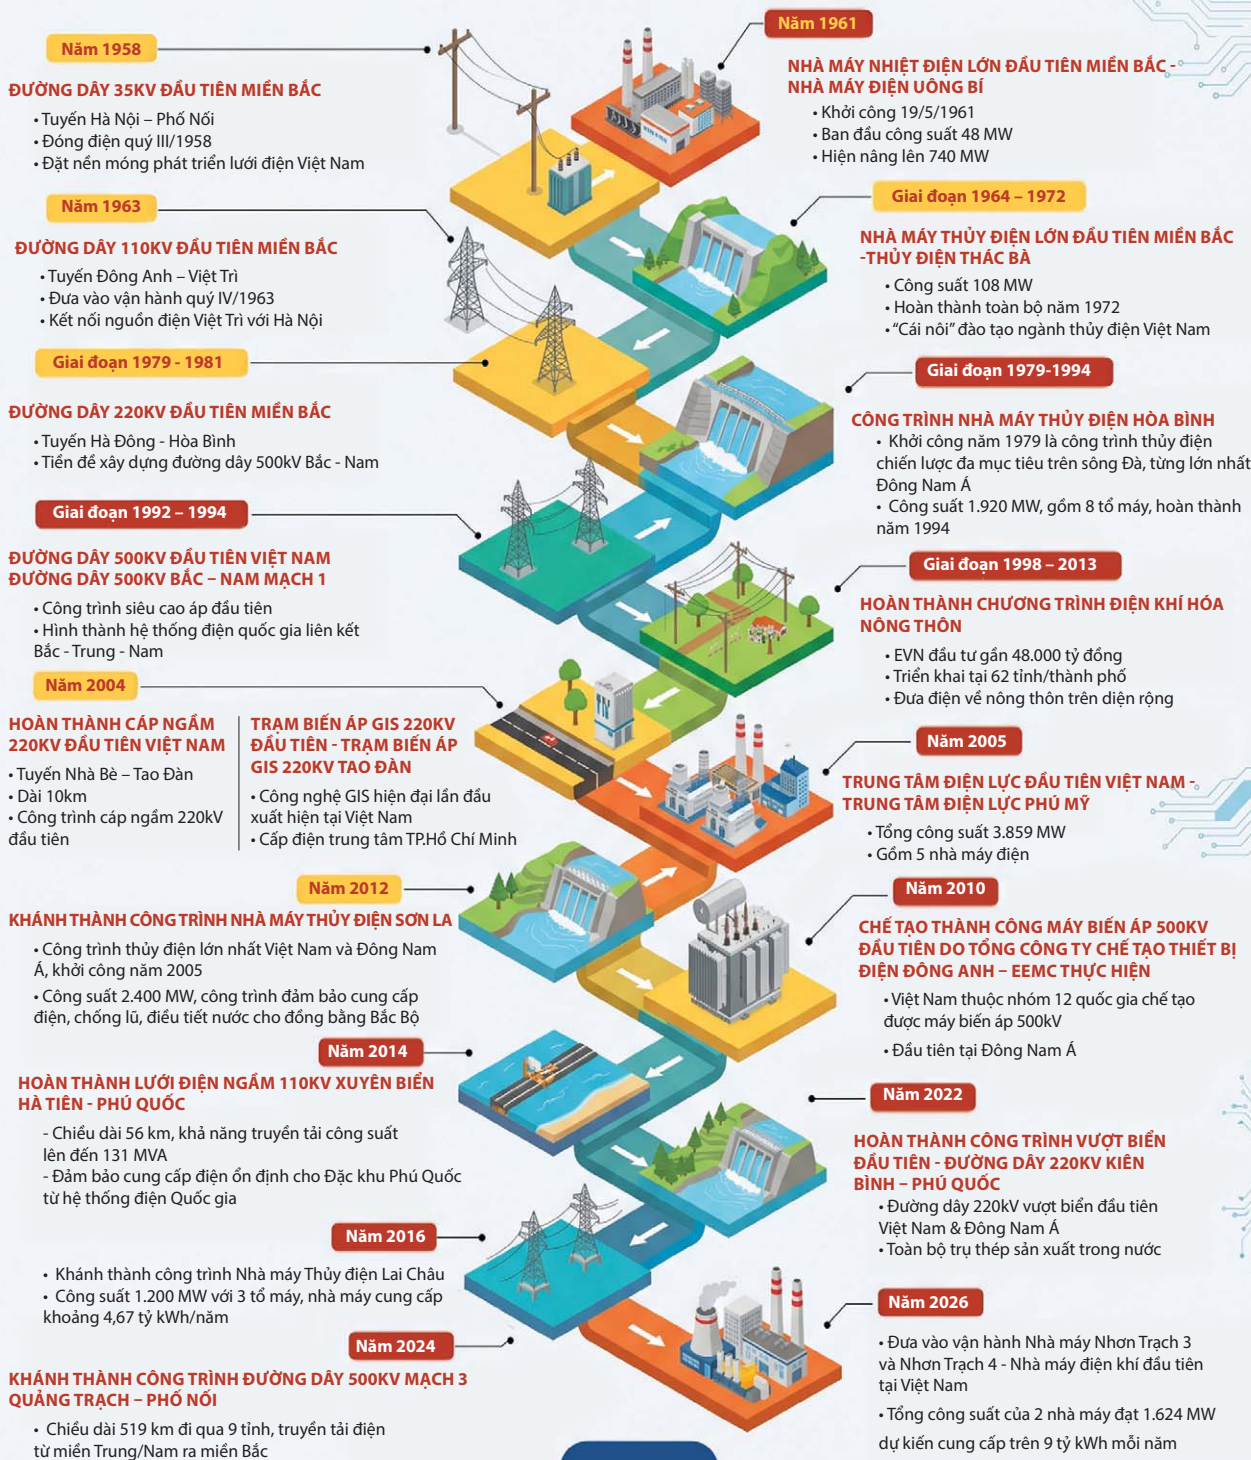 Năm 1958
ĐƯỜNG DÂY 35KV ĐẦU TIÊN MIỀN BẮC
• Tuyến Hà Nội – Phố Nối
• Đóng điện quý III/1958
• Đặt nền móng phát triển lưới điện Việt Nam
Năm 1961
NHÀ MÁY NHIỆT ĐIỆN LỚN ĐẦU TIÊN MIỀN BẮC -
NHÀ MÁY ĐIỆN UÔNG BÍ
• Khởi công 19/5/1961
• Ban đầu công suất 48 MW
• Hiện nâng lên 740 MW
Năm 1963
ĐƯỜNG DÂY 110KV ĐẦU TIÊN MIỀN BẮC
• Tuyến Đông Anh – Việt Trì
• Đưa vào vận hành quý IV/1963
• Kết nối nguồn điện Việt Trì với Hà Nội
Giai đoạn 1964 – 1972
NHÀ MÁY THỦY ĐIỆN LỚN ĐẦU TIÊN MIỀN BẮC
-THỦY ĐIỆN THÁC BÀ
• Công suất 108 MW
• Hoàn thành toàn bộ năm 1972
• "Cái nôi" đào tạo ngành thủy điện Việt Nam
Giai đoạn 1979 - 1981
ĐƯỜNG DÂY 220KV ĐẦU TIÊN MIỀN BẮC
• Tuyến Hà Đông - Hòa Bình
• Tiền đề xây dựng đường dây 500kV Bắc - Nam
Giai đoạn 1979-1994
CÔNG TRÌNH NHÀ MÁY THỦY ĐIỆN HÒA BÌNH
• Khởi công năm 1979 là công trình thủy điện
chiến lược đa mục tiêu trên sông Đà, từng lớn nhất
Đông Nam Á
• Công suất 1.920 MW, gồm 8 tổ máy, hoàn thành
năm 1994
Giai đoạn 1992 – 1994
ĐƯỜNG DÂY 500KV ĐẦU TIÊN VIỆT NAM
ĐƯỜNG DÂY 500KV BẮC – NAM MẠCH 1
• Công trình siêu cao áp đầu tiên
• Hình thành hệ thống điện quốc gia liên kết
Bắc - Trung - Nam
Giai đoạn 1998 – 2013
HOÀN THÀNH CHƯƠNG TRÌNH ĐIỆN KHÍ HÓA
NÔNG THÔN
• EVN đầu tư gần 48.000 tỷ đồng
• Triển khai tại 62 tỉnh/thành phố
• Đưa điện về nông thôn trên diện rộng
Năm 2004
HOÀN THÀNH CÁP NGẦM
220KV ĐẦU TIÊN VIỆT NAM
• Tuyến Nhà Bè – Tao Đàn
• Dài 10km
• Công trình cáp ngầm 220kV
đầu tiên
TRẠM BIẾN ÁP GIS 220KV
ĐẦU TIÊN - TRẠM BIẾN ÁP
GIS 220KV TAO ĐÀN
• Công nghệ GIS hiện đại lần đầu
xuất hiện tại Việt Nam
• Cấp điện trung tâm TP.Hồ Chí Minh
Năm 2005
TRUNG TÂM ĐIỆN LỰC ĐẦU TIÊN VIỆT NAM -
TRUNG TÂM ĐIỆN LỰC PHÚ MỸ
• Tổng công suất 3.859 MW
• Gồm 5 nhà máy điện
Năm 2012
KHÁNH THÀNH CÔNG TRÌNH NHÀ MÁY THỦY ĐIỆN SƠN LA
• Công trình thủy điện lớn nhất Việt Nam và Đông Nam
Á, khởi công năm 2005
• Công suất 2.400 MW, công trình đảm bảo cung cấp
điện, chống lũ, điều tiết nước cho đồng bằng Bắc Bộ
Năm 2010
CHẾ TẠO THÀNH CÔNG MÁY BIẾN ÁP 500KV
ĐẦU TIÊN DO TỔNG CÔNG TY CHẾ TẠO THIẾT BỊ
ĐIỆN ĐÔNG ANH – EEMC THỰC HIỆN
• Việt Nam thuộc nhóm 12 quốc gia chế tạo
được máy biến áp 500kV
• Đầu tiên tại Đông Nam Á
Năm 2014
HOÀN THÀNH LƯỚI ĐIỆN NGẦM 110KV XUYÊN BIỂN
HÀ TIÊN - PHÚ QUỐC
- Chiều dài 56 km, khả năng truyền tải công suất
lên đến 131 MVA
- Đảm bảo cung cấp điện ổn định cho Đặc khu Phú Quốc
từ hệ thống điện Quốc gia
Năm 2022
HOÀN THÀNH CÔNG TRÌNH VƯỢT BIỂN
ĐẦU TIÊN - ĐƯỜNG DÂY 220KV KIÊN
BÌNH – PHÚ QUỐC
• Đường dây 220kV vượt biển đầu tiên
Việt Nam & Đông Nam Á
• Toàn bộ trụ thép sản xuất trong nước
Năm 2016
• Khánh thành công trình Nhà máy Thủy điện Lai Châu
• Công suất 1.200 MW với 3 tổ máy, nhà máy cung cấp
khoảng 4,67 tỷ kWh/năm
Năm 2024
KHÁNH THÀNH CÔNG TRÌNH ĐƯỜNG DÂY 500KV MẠCH 3
QUẢNG TRẠCH – PHỐ NỐI
• Chiều dài 519 km đi qua 9 tỉnh, truyền tải điện
từ miền Trung/Nam ra miền Bắc
Năm 2026
• Đưa vào vận hành Nhà máy Nhơn Trạch 3
và Nhơn Trạch 4 - Nhà máy điện khí đầu tiên
tại Việt Nam
• Tổng công suất của 2 nhà máy đạt 1.624 MW
dự kiến cung cấp trên 9 tỷ kWh mỗi năm